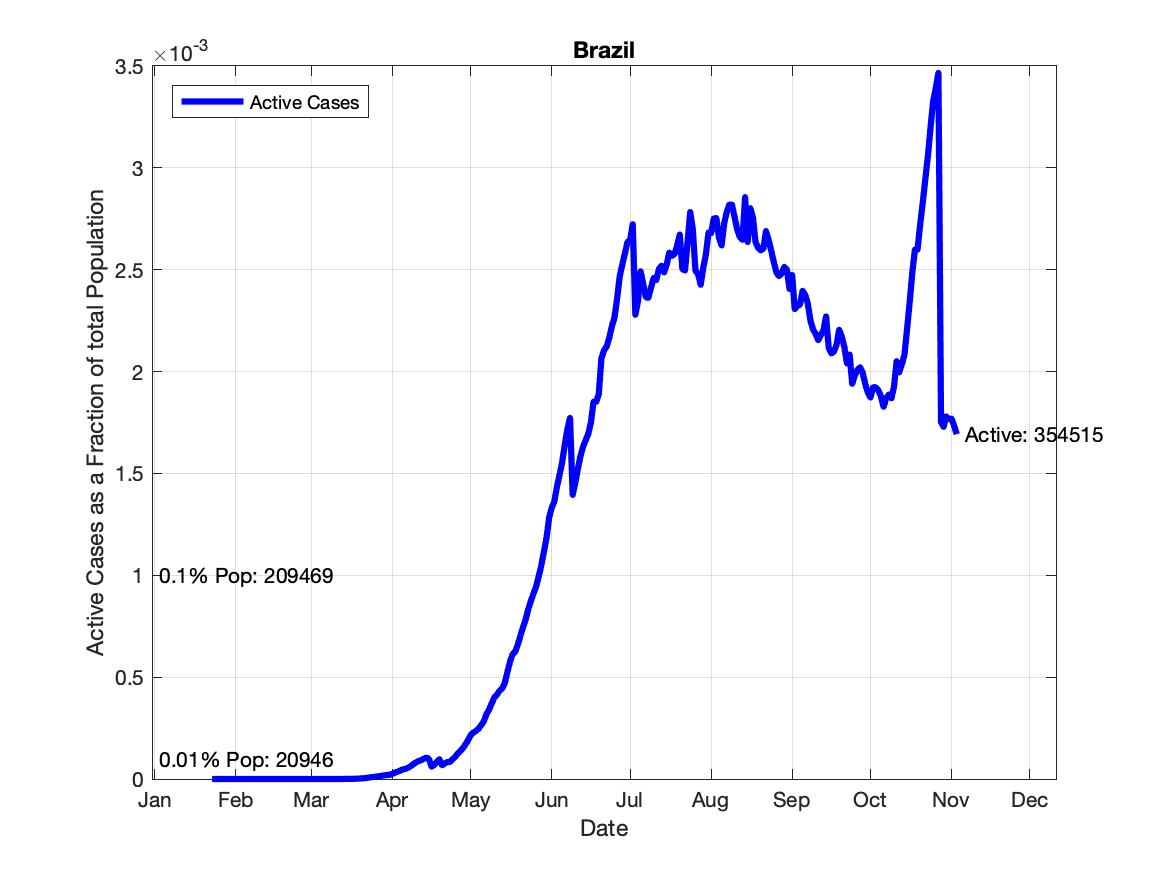 Brazil
×10-3
3.5
3
2.5
2
1.5
1
0.5
0
Active Cases
Active Cases as a Fraction of total Population
0.1% Pop: 209469
0.01% Pop: 20946
Active: 354515
Jan Feb Mar Apr May Jun Jul Aug Sep Oct Nov Dec
Date